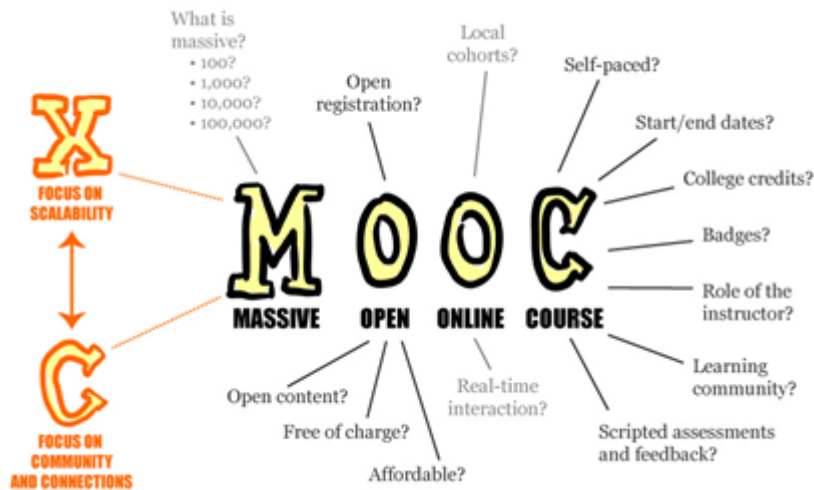 What is
massive?
• 100?
• 1,000?
• 10,000?
• 100,000?
Open
registration?
Local
cohorts?
Self-paced?
Start/end dates?
College credits?
Badges?
Role of the
instructor?
Learning
community?
Scripted assessments
and feedback?
X
FOCUS ON
SCALABILITY
C
FOCUS ON
COMMUNITY
AND CONNECTIONS
MOOC
MASSIVE OPEN ONLINE COURSE
Open content?
Free of charge?
Affordable?
Real-time
interaction?